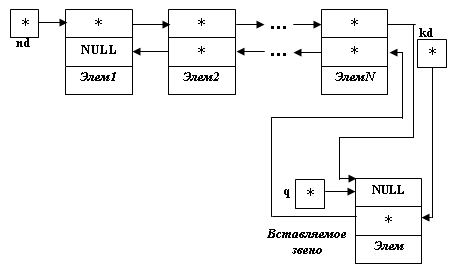 * * * ... * kd
nd NULL * ... * *
Элем1 Элем2 ЭлемN
q * NULL
*
Вставляемое
звено Элем